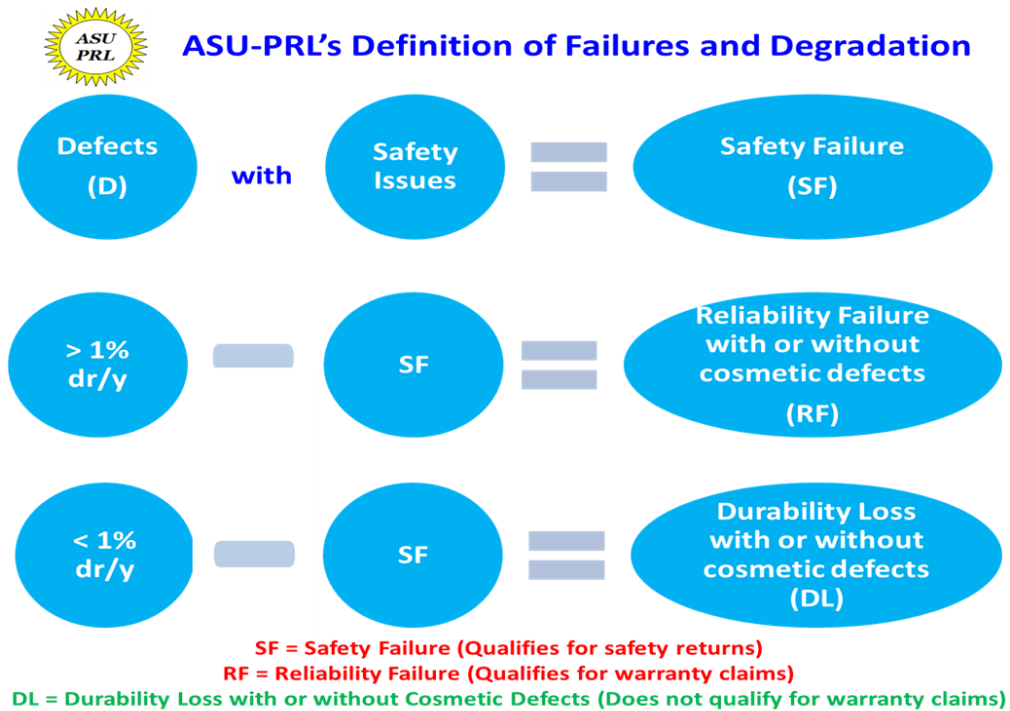 ASU
PRL
ASU-PRL's Definition of Failures and Degradation
Defects
(D)
with
Safety
Issues
Safety Failure
(SF)
> 1%
dr/y
SF
Reliability Failure
with or without
cosmetic defects
(RF)
< 1%
dr/y
SF
Durability Loss
with or without
cosmetic defects
(DL)
SF = Safety Failure (Qualifies for safety returns)
RF = Reliability Failure (Qualifies for warranty claims)
DL = Durability Loss with or without Cosmetic Defects (Does not qualify for warranty claims)